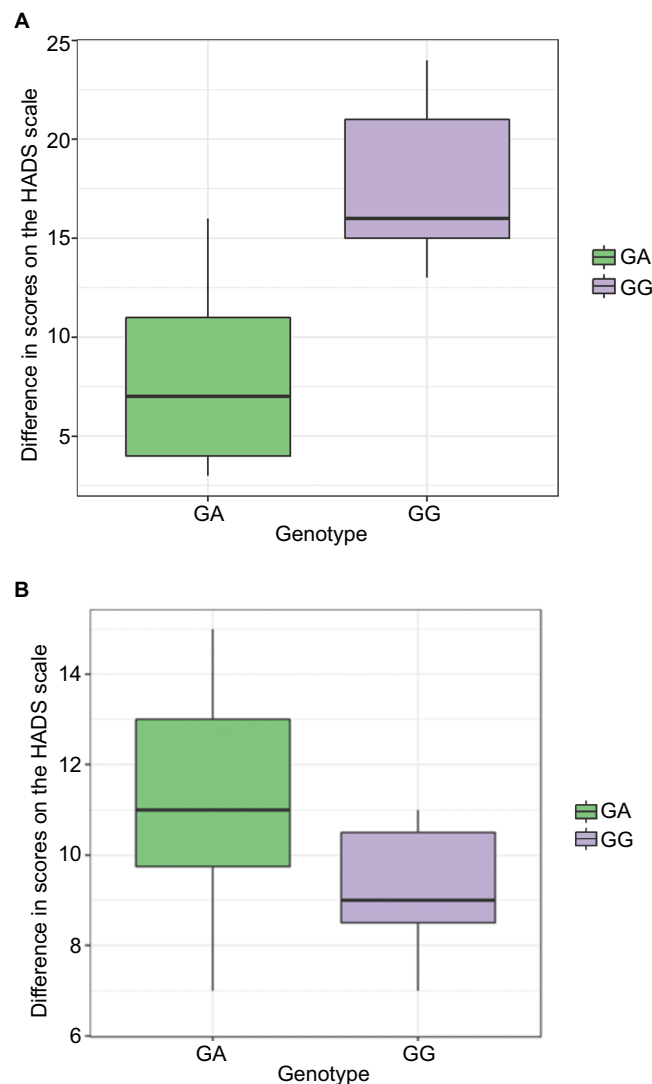 A
Difference in scores on the HADS scale
25
20
15
10
5
GA
GG
Genotype
GA
GG
B
Difference in scores on the HADS scale
14
12
10
8
6
GA
GG
Genotype
GA
GG